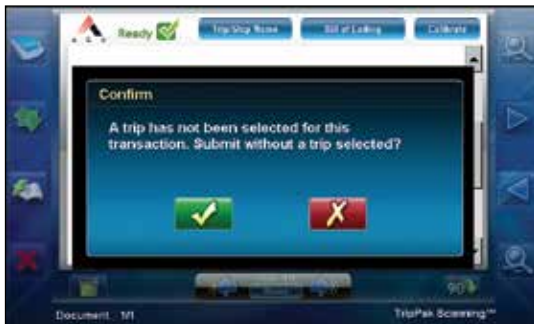 Ready
Trip/Stop Name
Bill of Lading
Calibrate
Confirm
A trip has not been selected for this
transaction. Submit without a trip selected?
90
Document 1/1
TripPak Scanning™